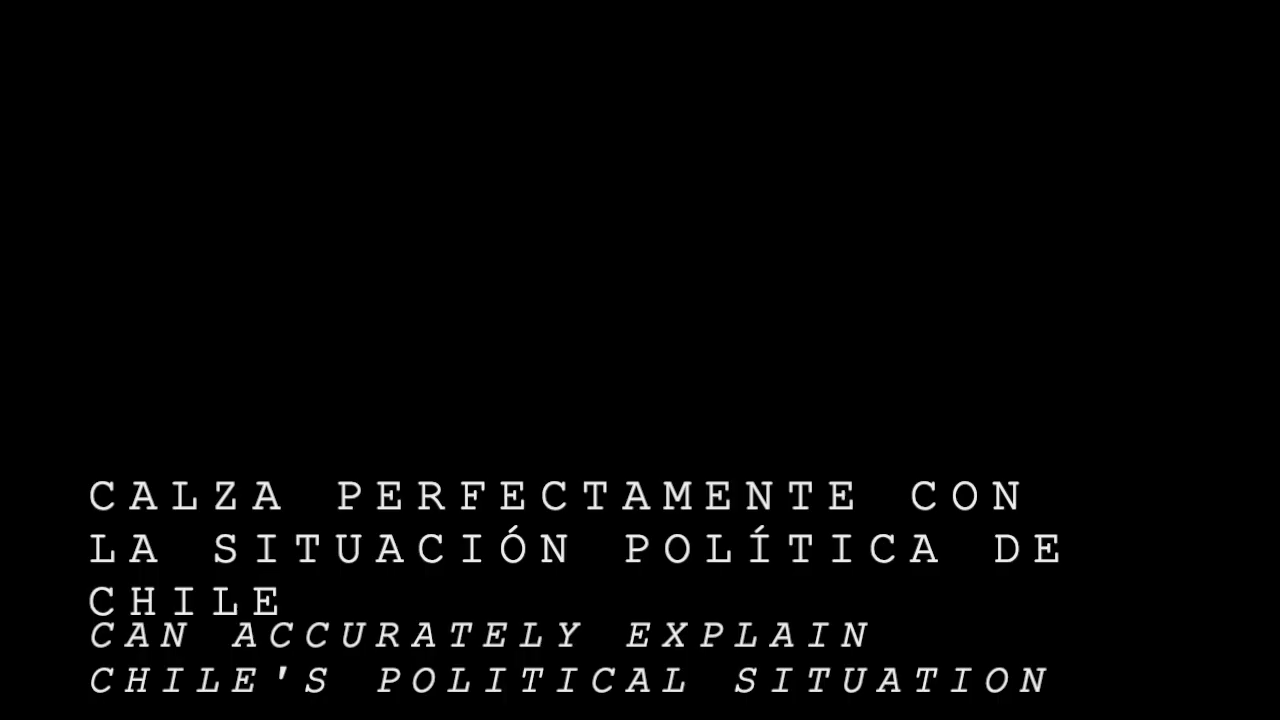 CALZA PERFECTAMENTE CON
LA SITUACIÓN POLÍTICA DE
CHILE
CAN ACCURATELY EXPLAIN
CHILE'S POLITICAL SITUATION